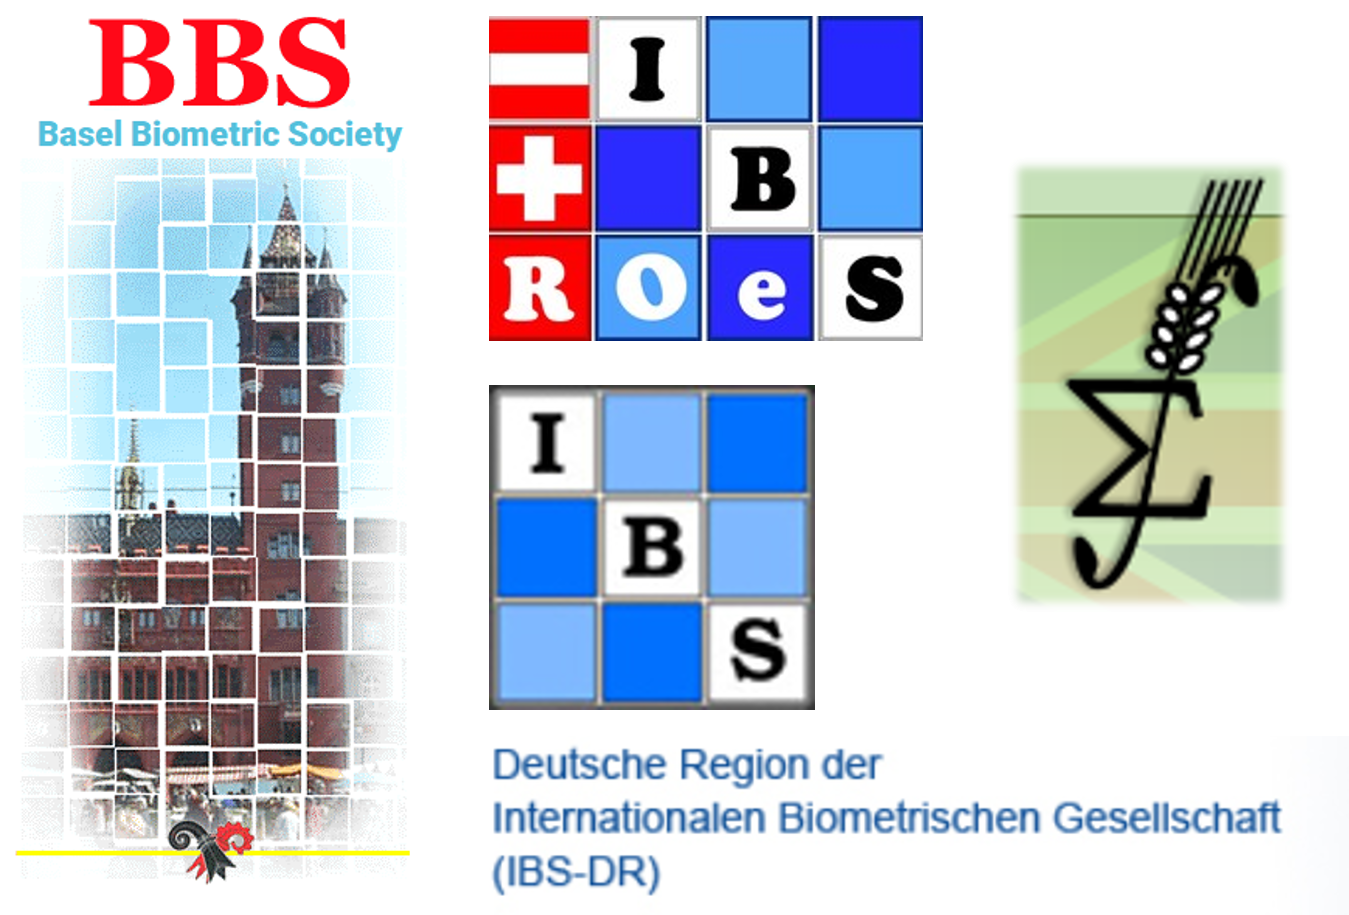 BBS
Basel Biometric Society
I
B
R O e S
I
B
S
Σ
Deutsche Region der
Internationalen Biometrischen Gesellschaft
(IBS-DR)